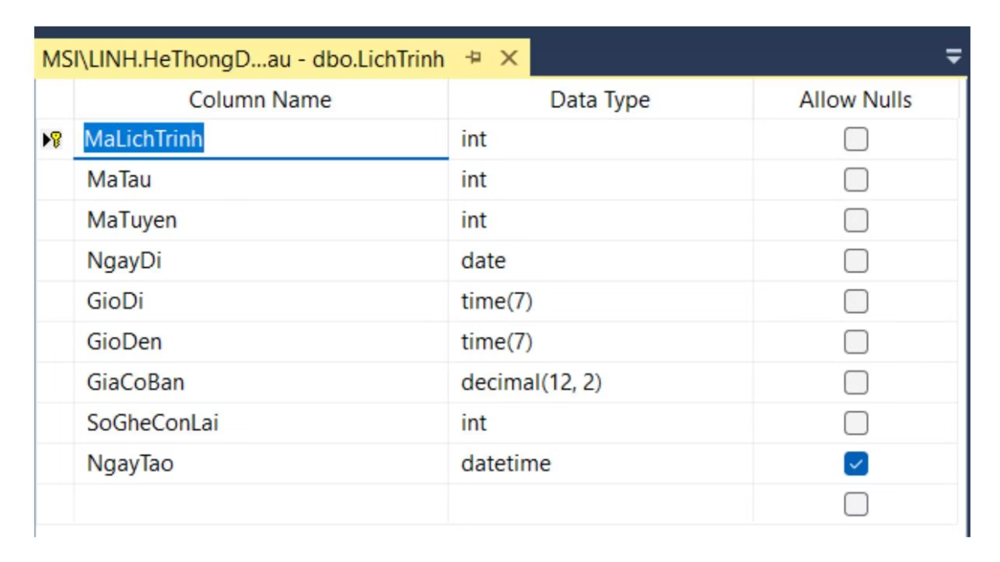 MSI\LINH.HeThongD...au - dbo.LichTrinh
Column Name Data Type Allow Nulls
MaLichTrinh int
MaTau int
MaTuyen int
NgayDi date
GioDi time(7)
GioDen time(7)
GiaCoBan decimal(12, 2)
SoGheConLai int
NgayTao datetime